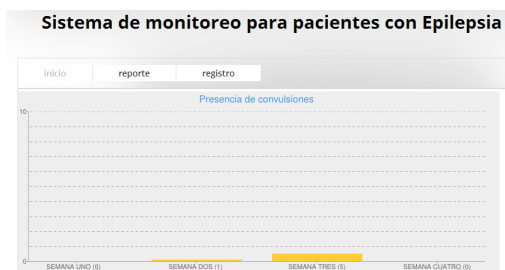 Sistema de monitoreo para pacientes con Epilepsia
inicio reporte registro
Presencia de convulsiones
10
0
SEMANA UNO (0) SEMANA DOS (1) SEMANA TRES (5) SEMANA CUATRO (0)